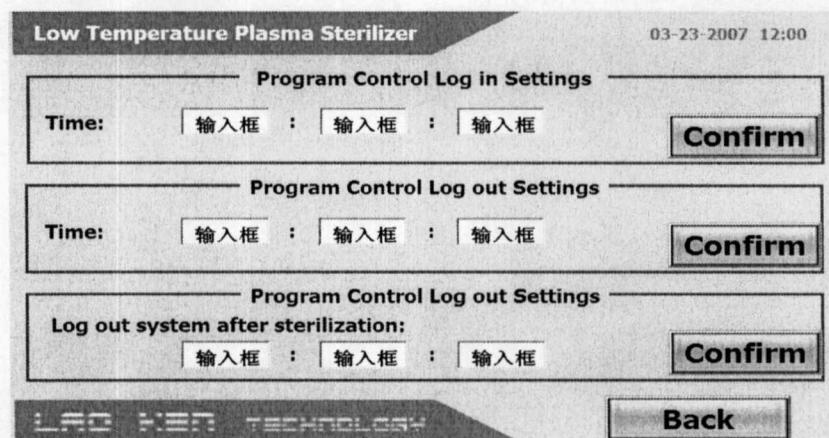 Low Temperature Plasma Sterilizer 03-23-2007 12:00
Program Control Log in Settings
Time: 输入框 : 输入框 : 输入框
Confirm
Program Control Log out Settings
Time: 输入框 : 输入框 : 输入框
Confirm
Program Control Log out Settings
Log out system after sterilization:
输入框 : 输入框 : 输入框
Confirm
LAO KEN TECHNOLOGY
Back